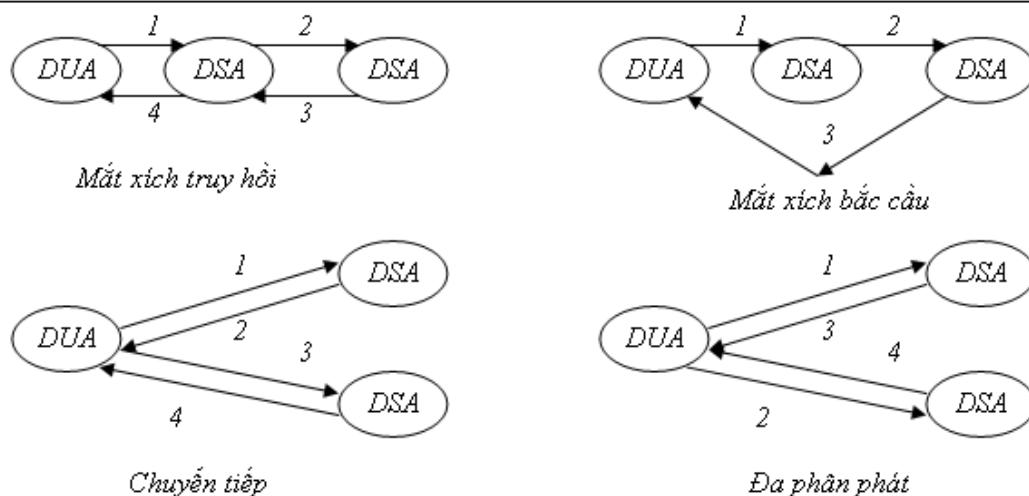 1 2
DUA DSA DSA
4 3
Mắt xích truy hồi
1 2
DUA DSA DSA
3
Mắt xích bắc cầu
1
DSA
2
DUA
3
DSA
4
Chuyển tiếp
1
DSA
3
DUA
4
DSA
2
Đa phân phát